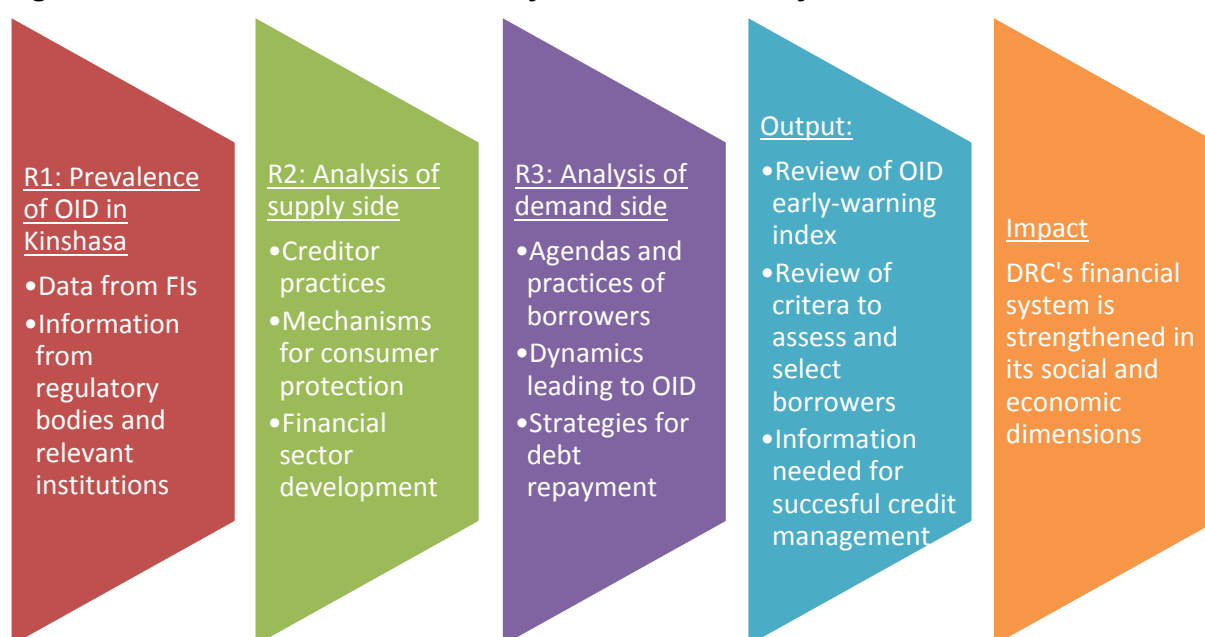 R1: Prevalence
of OID in
Kinshasa
•Data from FIs
•Information
from
regulatory
bodies and
relevant
institutions
R2: Analysis of
supply side
•Creditor
practices
•Mechanisms
for consumer
protection
•Financial
sector
development
R3: Analysis of
demand side
•Agendas and
practices of
borrowers
•Dynamics
leading to OID
•Strategies for
debt
repayment
Output:
•Review of OID
early-warning
index
•Review of
critera to
assess and
select
borrowers
•Information
needed for
succesful credit
management
Impact
DRC's financial
system is
strengthened in
its social and
economic
dimensions